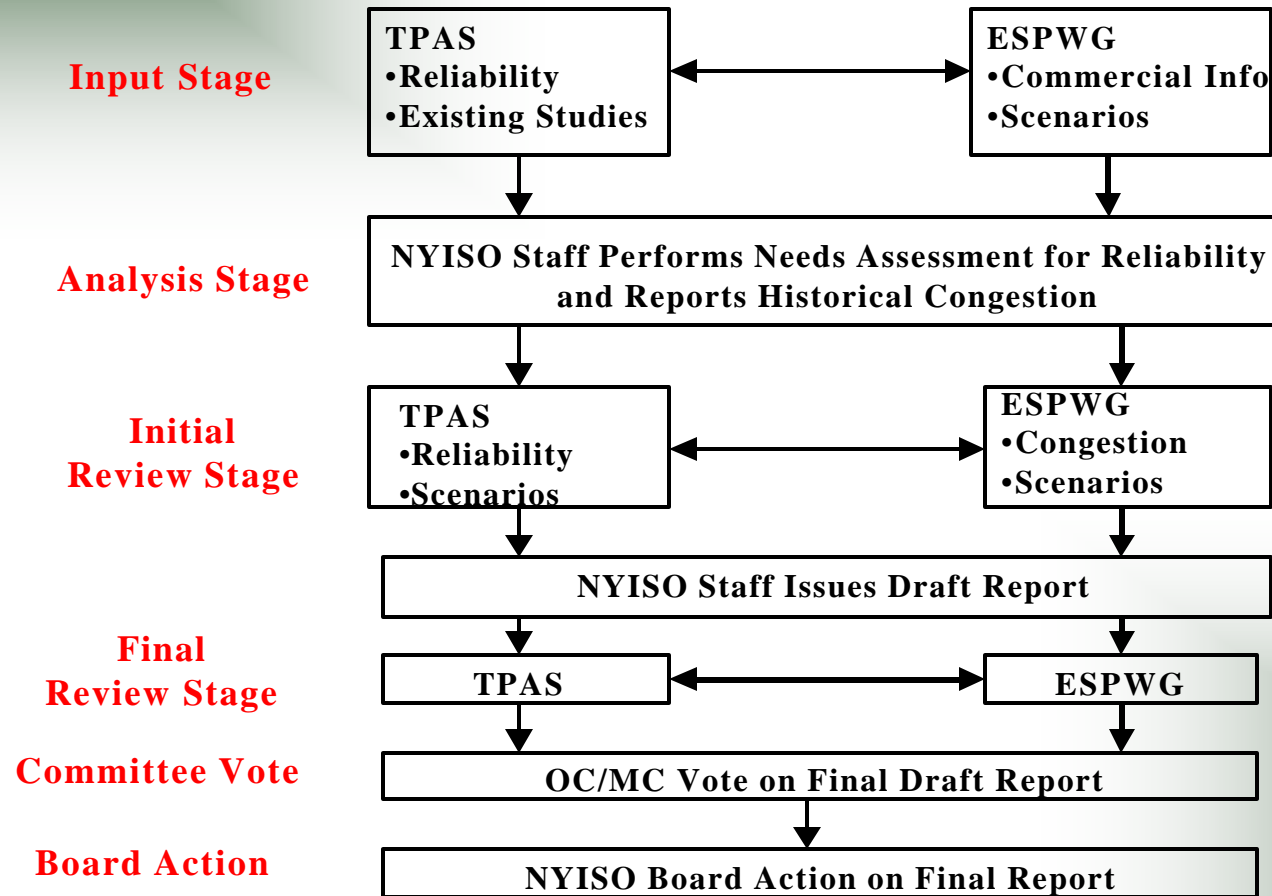 Input Stage
TPAS
•Reliability
•Existing Studies
ESPWG
•Commercial Info
•Scenarios
Analysis Stage
NYISO Staff Performs Needs Assessment for Reliability
and Reports Historical Congestion
Initial
Review Stage
TPAS
•Reliability
•Scenarios
ESPWG
•Congestion
•Scenarios
NYISO Staff Issues Draft Report
Final
Review Stage
TPAS
ESPWG
Committee Vote
OC/MC Vote on Final Draft Report
Board Action
NYISO Board Action on Final Report